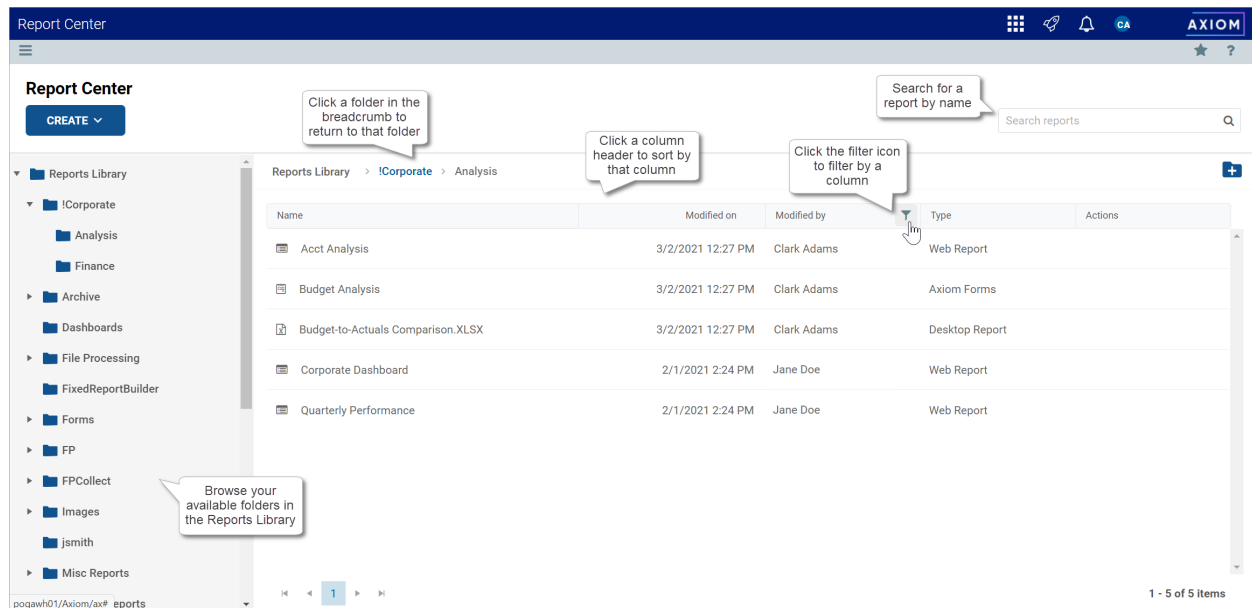 Report Center
CA
AXIOM
?
Report Center
CREATE
Click a folder in the
breadcrumb to
return to that folder
Search for a
report by name
Search reports
Click a column
header to sort by
that column
Click the filter icon
to filter by a
column
Reports Library > !Corporate > Analysis
Name Modified on Modified by Type Actions
Acct Analysis 3/2/2021 12:27 PM Clark Adams Web Report
Budget Analysis 3/2/2021 12:27 PM Clark Adams Axiom Forms
Budget-to-Actuals Comparison.XLSX 3/2/2021 12:27 PM Clark Adams Desktop Report
Corporate Dashboard 2/1/2021 2:24 PM Jane Doe Web Report
Quarterly Performance 2/1/2021 2:24 PM Jane Doe Web Report
Reports Library
!Corporate
Analysis
Finance
Archive
Dashboards
File Processing
FixedReportBuilder
Forms
FP
FPCollect
Images
jsmith
Misc Reports
eports
Browse your
available folders in
the Reports Library
pogawh01/Axiom/ax#
1
1 - 5 of 5 items